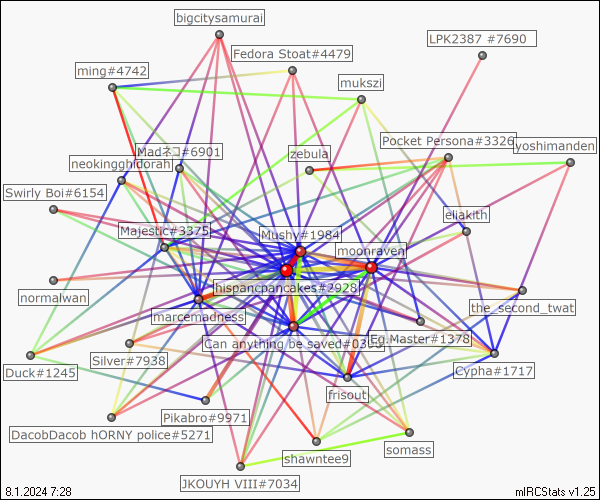 bigcitysamurai
LPK2387 #7690
Fedora Stoat#4479
ming#4742
mukszi
Pocket Persona#3326
yoshimanden
Madネコ#6901
zebula
neokingghidorah
Swirly Boi#6154
eliakith
Majestic#3375
Mushy#1984
moonraven
hispancpancakes#2928
normalwan
the_second_twat
marcemadness
Can anything be saved#03
Eg.Master#1378
Silver#7938
Duck#1245
Cypha#1717
frisout
Pikabro#9971
DacobDacob hORNY police#5271
somass
shawntee9
JKOUYH VIII#7034
8.1.2024 7:28
mIRCStats v1.25